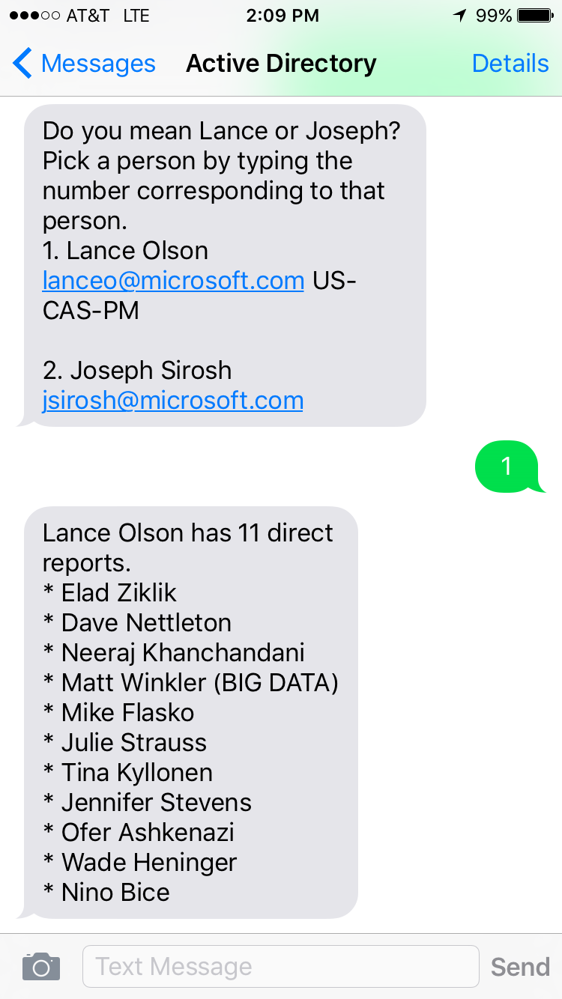 AT&T LTE 2:09 PM 99%
Messages Active Directory Details
Do you mean Lance or Joseph?
Pick a person by typing the
number corresponding to that
person.
1. Lance Olson
lanceo@microsoft.com US-
CAS-PM
2. Joseph Sirosh
jsirosh@microsoft.com
1
Lance Olson has 11 direct
reports.
* Elad Ziklik
* Dave Nettleton
* Neeraj Khanchandani
* Matt Winkler (BIG DATA)
* Mike Flasko
* Julie Strauss
* Tina Kyllonen
* Jennifer Stevens
* Ofer Ashkenazi
* Wade Heninger
* Nino Bice
Text Message Send